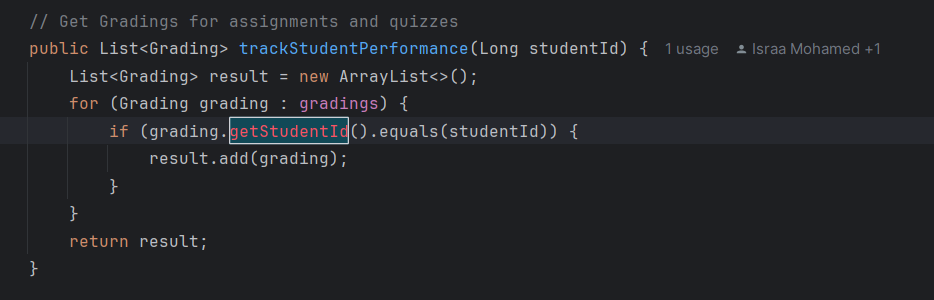 // Get Gradings for assignments and quizzes
public List<Grading> trackStudentPerformance(Long studentId) { 1 usage Israa Mohamed +1
List<Grading> result = new ArrayList<>();
for (Grading grading : gradings) {
if (grading.getStudentId().equals(studentId)) {
result.add(grading);
}
}
return result;
}